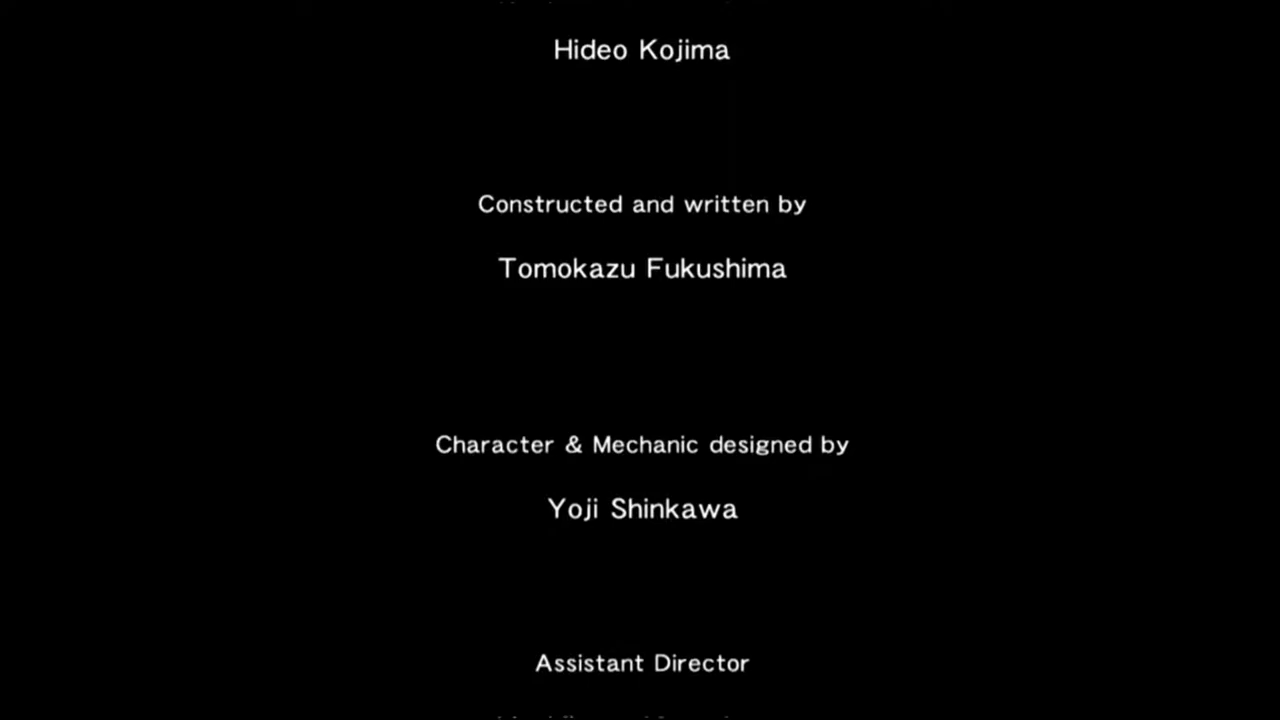 Hideo Kojima
Constructed and written by
Tomokazu Fukushima
Character & Mechanic designed by
Yoji Shinkawa
Assistant Director